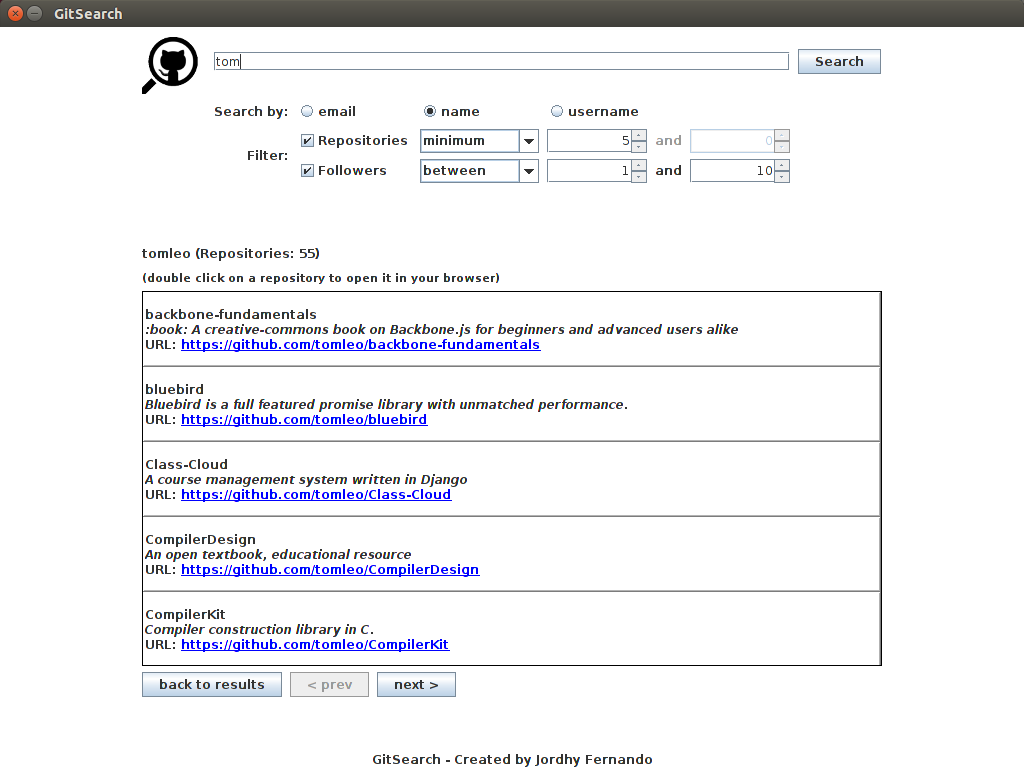 GitSearch
tom
Search
Search by: email name username
Filter:
Repositories minimum 5 and 0
Followers between 1 and 10
tomleo (Repositories: 55)
(double click on a repository to open it in your browser)
backbone-fundamentals
:book: A creative-commons book on Backbone.js for beginners and advanced users alike
URL: https://github.com/tomleo/backbone-fundamentals
bluebird
Bluebird is a full featured promise library with unmatched performance.
URL: https://github.com/tomleo/bluebird
Class-Cloud
A course management system written in Django
URL: https://github.com/tomleo/Class-Cloud
CompilerDesign
An open textbook, educational resource
URL: https://github.com/tomleo/CompilerDesign
CompilerKit
Compiler construction library in C.
URL: https://github.com/tomleo/CompilerKit
back to results < prev next >
GitSearch - Created by Jordhy Fernando